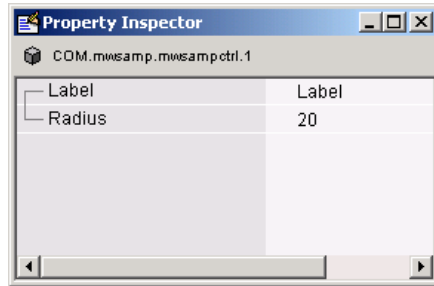 Property Inspector
COM.mwsamp.mwsampctrl.1
Label Label
Radius 20